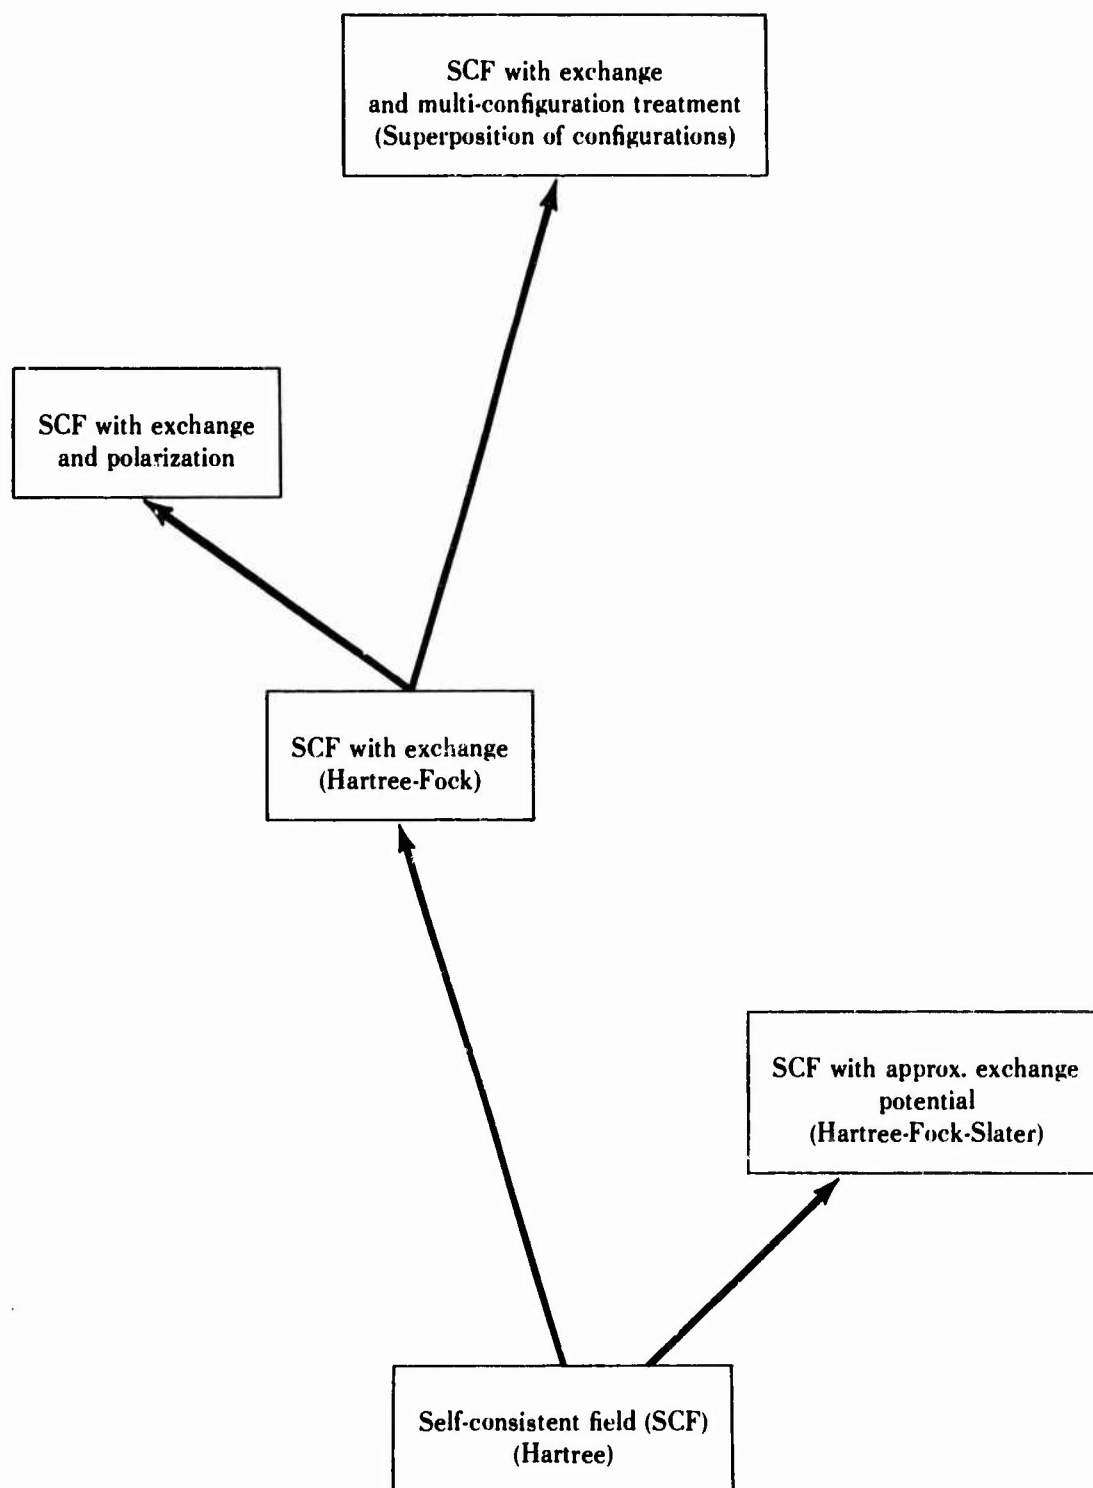 SCF with exchange
and multi-configuration treatment
(Superposition of configurations)
SCF with exchange
and polarization
SCF with exchange
(Hartree-Fock)
SCF with approx. exchange
potential
(Hartree-Fock-Slater)
Self-consistent field (SCF)
(Hartree)